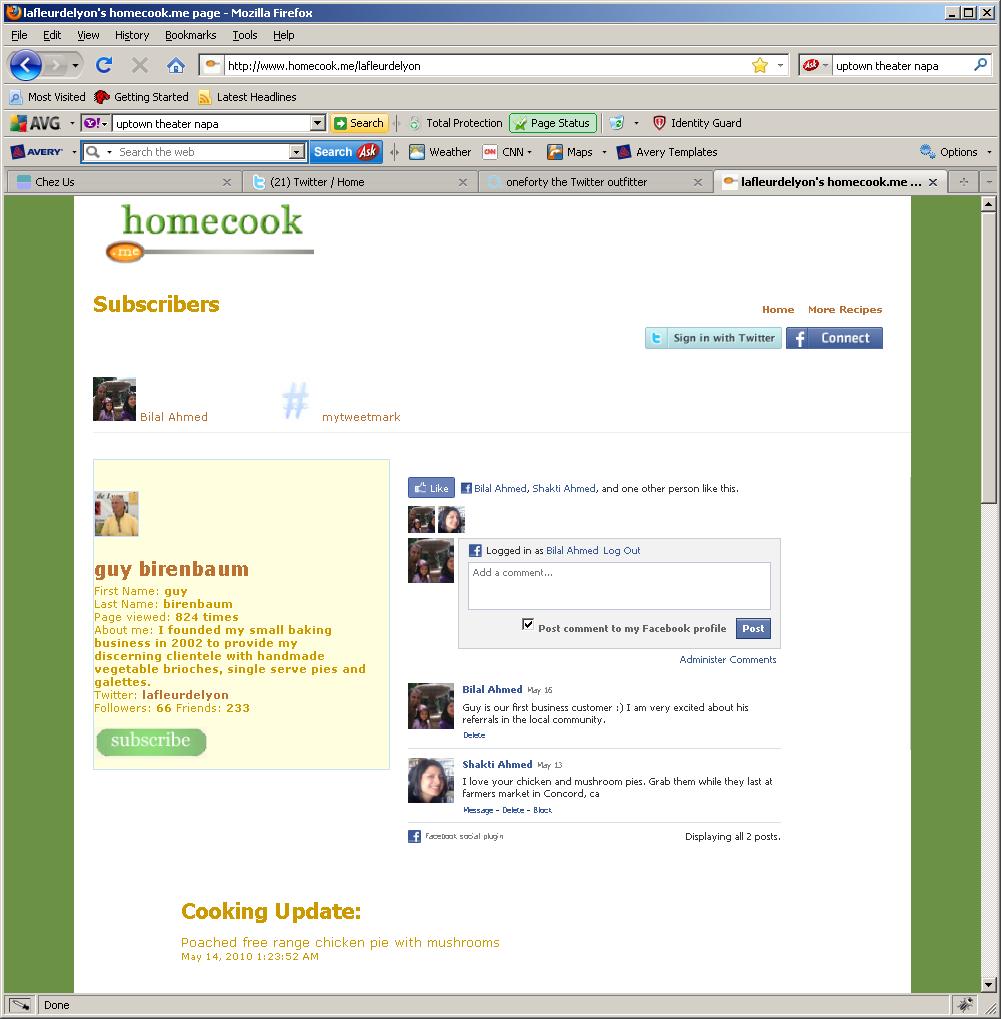 lafleurdelyon's homecook.me page - Mozilla Firefox
File Edit View History Bookmarks Tools Help
http://www.homecook.me/lafleurdelyon
Ask uptown theater napa
Most Visited Getting Started Latest Headlines
AVG Y! uptown theater napa Search Total Protection Page Status Identity Guard
AVERY Search the web Search Ask Weather CNN CNN Maps Avery Templates Options
Chez Us (21) Twitter / Home oneforty the Twitter outfitter lafleurdelyon's homecook.me ...
homecook
.me
Subscribers
Home More Recipes
Sign in with Twitter Connect
Bilal Ahmed # mytweetmark
Like Bilal Ahmed, Shakti Ahmed, and one other person like this.
Logged in as Bilal Ahmed Log Out
Add a comment...
Post comment to my Facebook profile Post
Administer Comments
guy birenbaum
First Name: guy
Last Name: birenbaum
Page viewed: 824 times
About me: I founded my small baking
business in 2002 to provide my
discerning clientele with handmade
vegetable brioches, single serve pies and
galettes.
Twitter: lafleurdelyon
Followers: 66 Friends: 233
subscribe
Bilal Ahmed May 16
Guy is our first business customer :) I am very excited about his
referrals in the local community.
Delete
Shakti Ahmed May 13
I love your chicken and mushroom pies. Grab them while they last at
farmers market in Concord, ca
Message - Delete - Block
Facebook social plugin Displaying all 2 posts.
Cooking Update:
Poached free range chicken pie with mushrooms
May 14, 2010 1:23:52 AM
Done